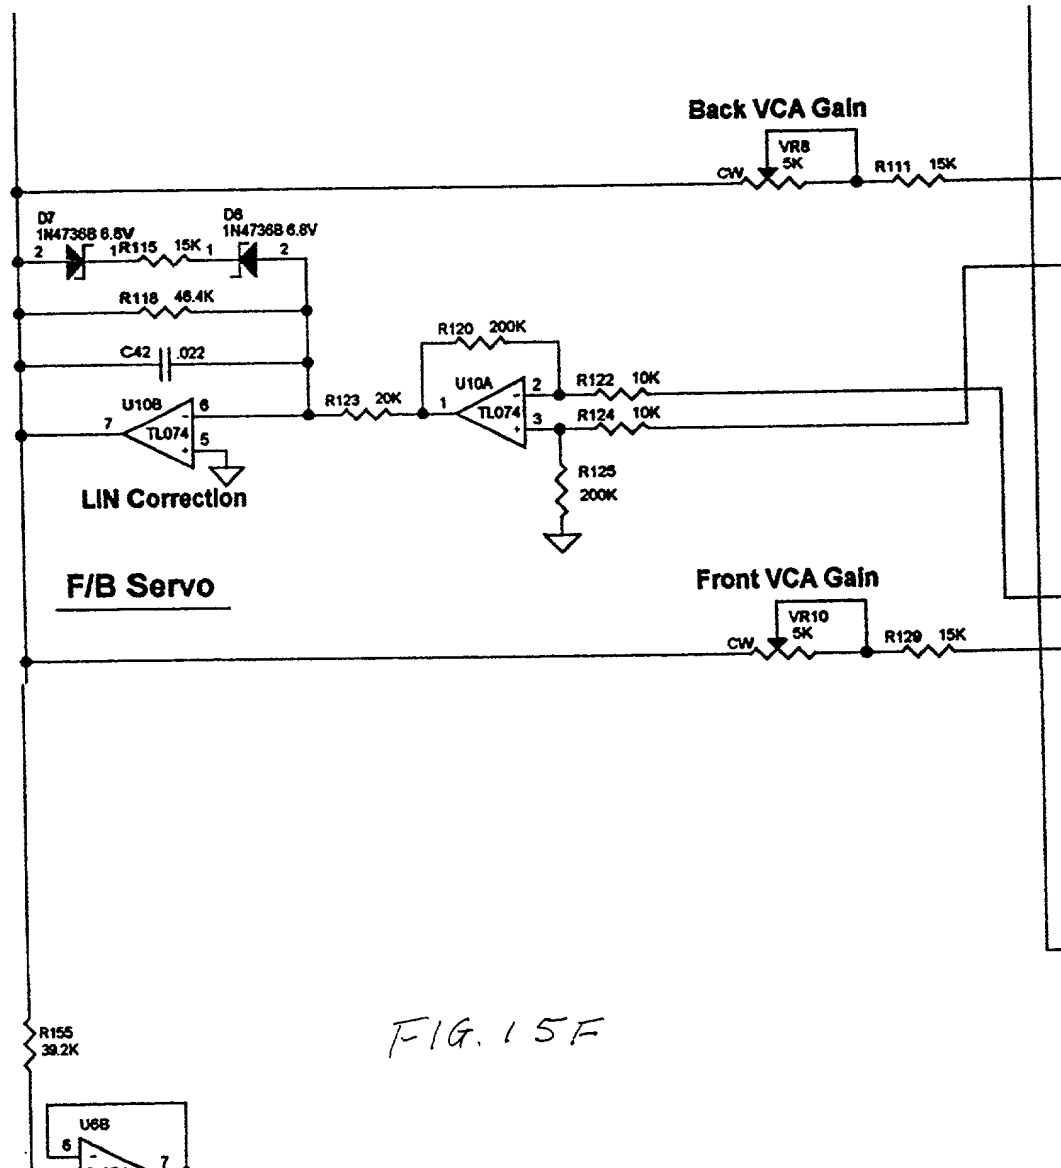 Back VCA Gain
VR8
5K
CW
R111 15K
D7
1N4736B 6.8V
D6
1N4736B 6.8V
2
1
R115 15K
1
2
R118 46.4K
C42 .022
R120 200K
U10A
TL074
2
3
1
-
+
R122 10K
R124 10K
R123 20K
U10B
TL074
6
5
7
-
+
R125
200K
LIN Correction
F/B Servo
Front VCA Gain
VR10
5K
CW
R129 15K
R155
39.2K
FIG. 15F
U6B
6
-
7